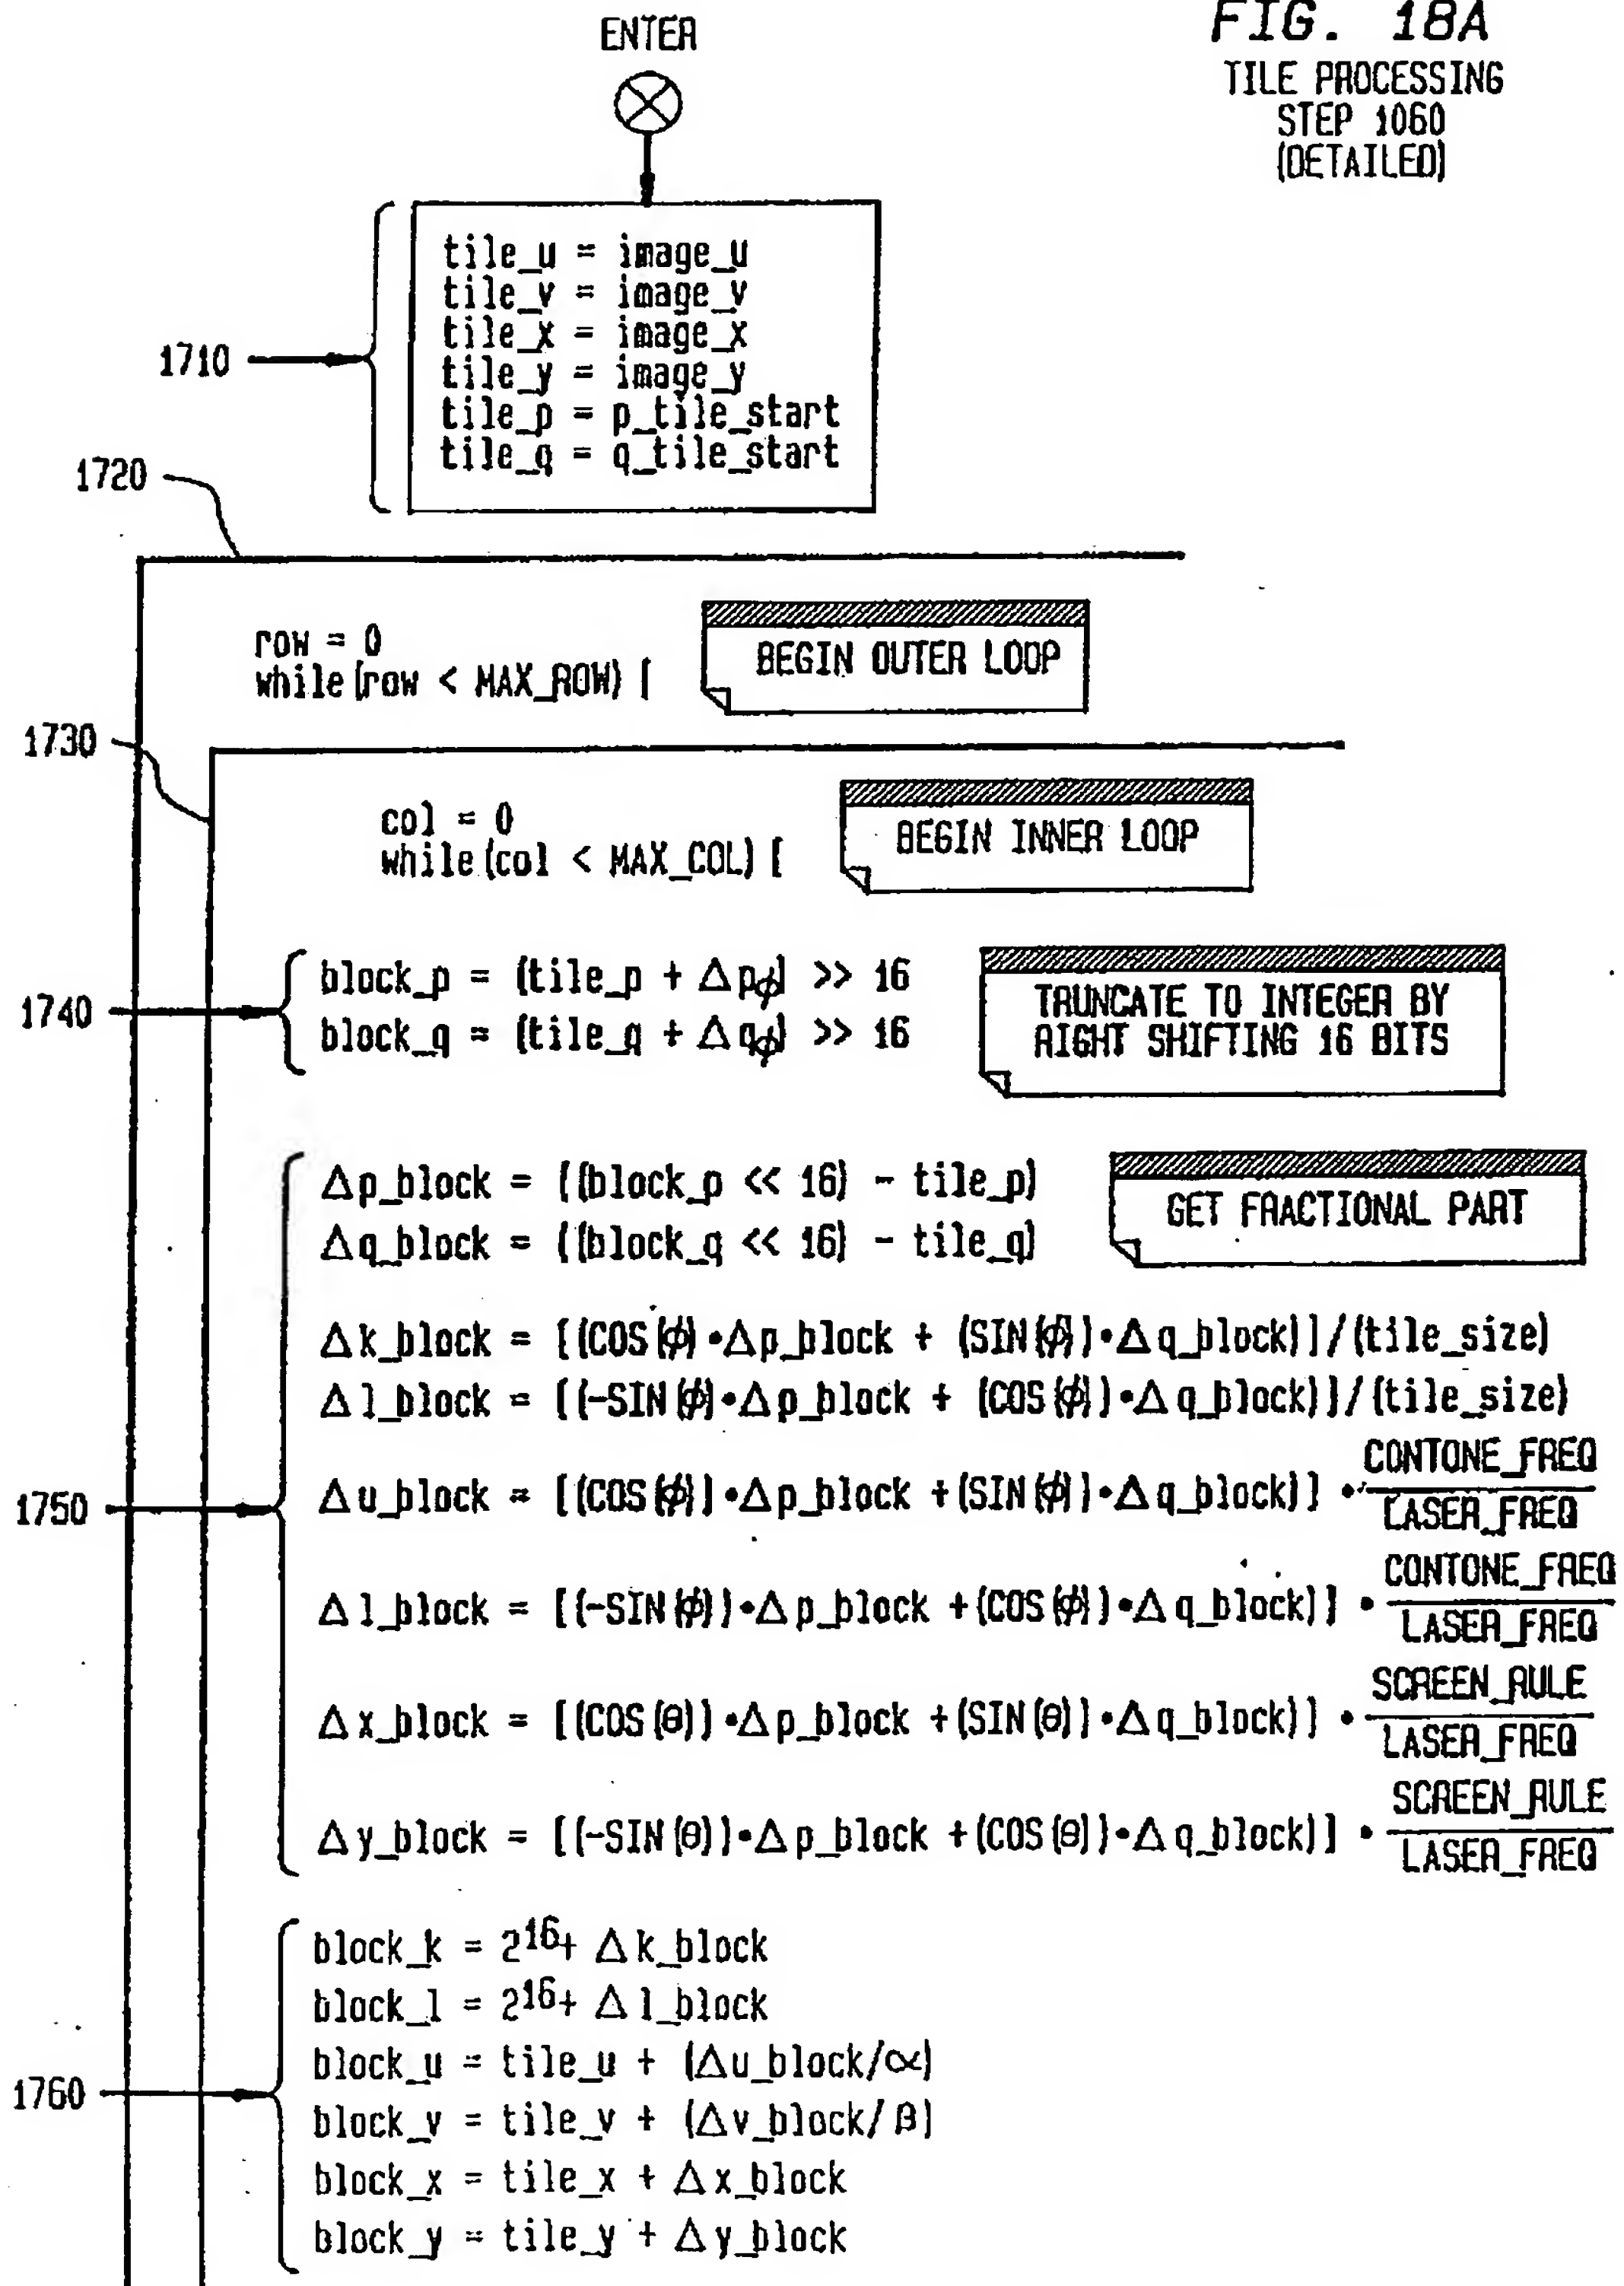 FIG. 18A
TILE PROCESSING
STEP 1060
(DETAILED)
ENTER
1710
tile_u = image_u
tile_v = image_v
tile_x = image_x
tile_y = image_y
tile_p = p_tile_start
tile_q = q_tile_start
1720
row = 0
while(row < MAX_ROW) [
BEGIN OUTER LOOP
1730
col = 0
while(col < MAX_COL) [
BEGIN INNER LOOP
1740
block_p = (tile_p + Δpϕ) >> 16
block_q = (tile_q + Δqϕ) >> 16
TRUNCATE TO INTEGER BY
RIGHT SHIFTING 16 BITS
1750
Δp_block = ((block_p << 16) - tile_p)
Δq_block = ((block_q << 16) - tile_q)
GET FRACTIONAL PART
Δk_block = [(COS(ϕ)•Δp_block + (SIN(ϕ))•Δq_block)]/(tile_size)
Δl_block = [(-SIN(ϕ)•Δp_block + (COS(ϕ))•Δq_block)]/(tile_size)
Δu_block = [(COS(ϕ))•Δp_block +(SIN(ϕ))•Δq_block)] • CONTONE_FREQ/LASER_FREQ
Δl_block = [(-SIN(ϕ))•Δp_block +(COS(ϕ))•Δq_block)] • CONTONE_FREQ/LASER_FREQ
Δx_block = [(COS(θ))•Δp_block +(SIN(θ))•Δq_block)] • SCREEN_RULE/LASER_FREQ
Δy_block = [(-SIN(θ))•Δp_block +(COS(θ))•Δq_block)] • SCREEN_RULE/LASER_FREQ
1760
block_k = 2^16+ Δk_block
block_l = 2^16+ Δl_block
block_u = tile_u + (Δu_block/∝)
block_v = tile_v + (Δv_block/β)
block_x = tile_x + Δx_block
block_y = tile_y + Δy_block